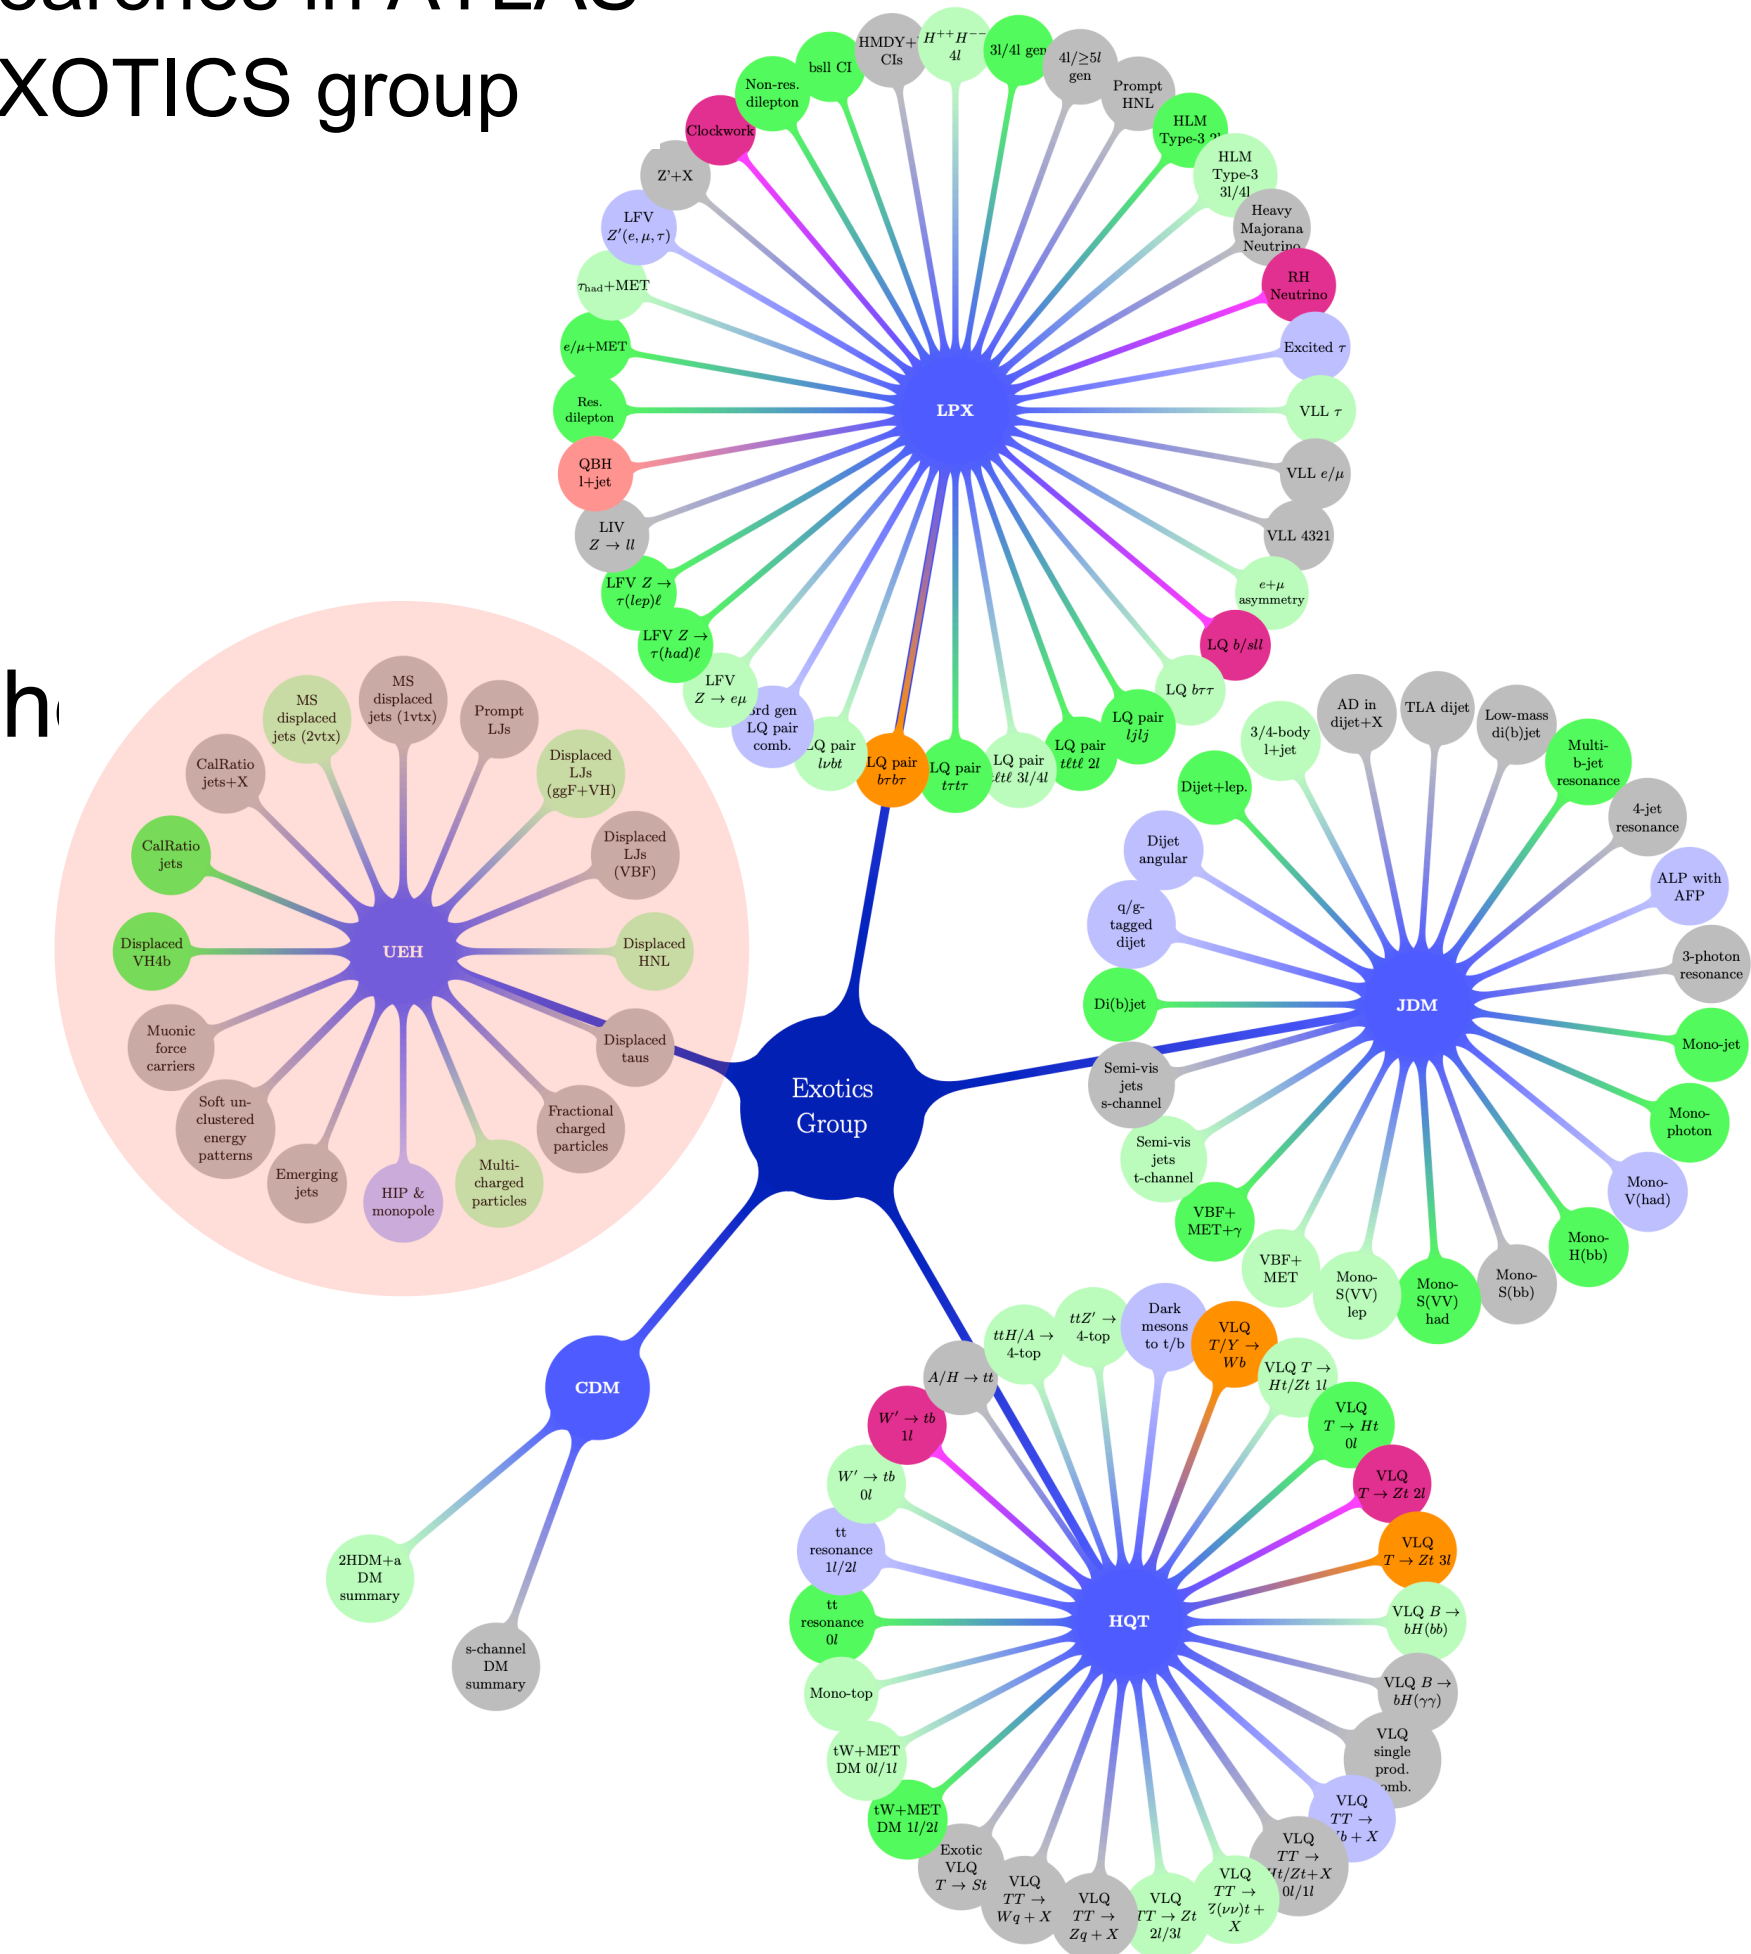 XOTICS group
HMDY+
CIs
H⁺⁺H⁻⁻
4l
3l/4l gen
4l/≥5l
gen
Prompt
HNL
HLM
Type-3
HLM
Type-3
3l/4l
Heavy
Majorana
Neutrino
RH
Neutrino
Excited τ
VLL τ
VLL e/μ
VLL 4321
e+μ
asymmetry
LQ b/sll
LQ bττ
LQ pair
ljlj
LQ pair
tℓtℓ 2l
LQ pair
tℓtℓ 3l/4l
LQ pair
tτtτ
LQ pair
bτbτ
LQ pair
lνbt
3rd gen
LQ pair
comb.
LFV
Z → eμ
LFV Z →
τ(had)ℓ
LFV Z →
τ(lep)ℓ
LIV
Z → ll
QBH
l+jet
Res.
dilepton
e/μ+MET
τhad+MET
LFV
Z′(e, μ, τ)
Z'+X
Clockwork
Non-res.
dilepton
bsll CI
LPX
MS
displaced
jets (2vtx)
MS
displaced
jets (1vtx)
Prompt
LJs
Displaced
LJs
(ggF+VH)
Displaced
LJs
(VBF)
Displaced
HNL
Displaced
taus
Fractional
charged
particles
Multi-
charged
particles
HIP &
monopole
Emerging
jets
Soft un-
clustered
energy
patterns
Muonic
force
carriers
Displaced
VH4b
CalRatio
jets
CalRatio
jets+X
UEH
Exotics
Group
3/4-body
l+jet
AD in
dijet+X
TLA dijet
Low-mass
di(b)jet
Multi-
b-jet
resonance
4-jet
resonance
ALP with
AFP
3-photon
resonance
Mono-jet
Mono-
photon
Mono-
V(had)
Mono-
H(bb)
Mono-
S(bb)
Mono-
S(VV)
had
Mono-
S(VV)
lep
VBF+
MET
VBF+
MET+γ
Semi-vis
jets
t-channel
Semi-vis
jets
s-channel
Di(b)jet
q/g-
tagged
dijet
Dijet
angular
Dijet+lep.
JDM
CDM
2HDM+a
DM
summary
s-channel
DM
summary
ttH/A →
4-top
ttZ′ →
4-top
Dark
mesons
to t/b
VLQ
T/Y →
Wb
VLQ T →
Ht/Zt 1l
VLQ
T → Ht
0l
VLQ
T → Zt 2l
VLQ
T → Zt 3l
VLQ B →
bH(bb)
VLQ B →
bH(γγ)
VLQ
single
prod.
VLQ
TT →
+ X
VLQ
TT →
Ht/Zt+X
0l/1l
VLQ
TT →
Z(νν)t +
X
VLQ
TT → Zt
2l/3l
VLQ
TT →
Zq + X
VLQ
TT →
Wq + X
Exotic
VLQ
T → St
tW+MET
DM 1l/2l
tW+MET
DM 0l/1l
Mono-top
tt
resonance
0l
tt
resonance
1l/2l
W′ → tb
0l
W′ → tb
1l
A/H → tt
HQT